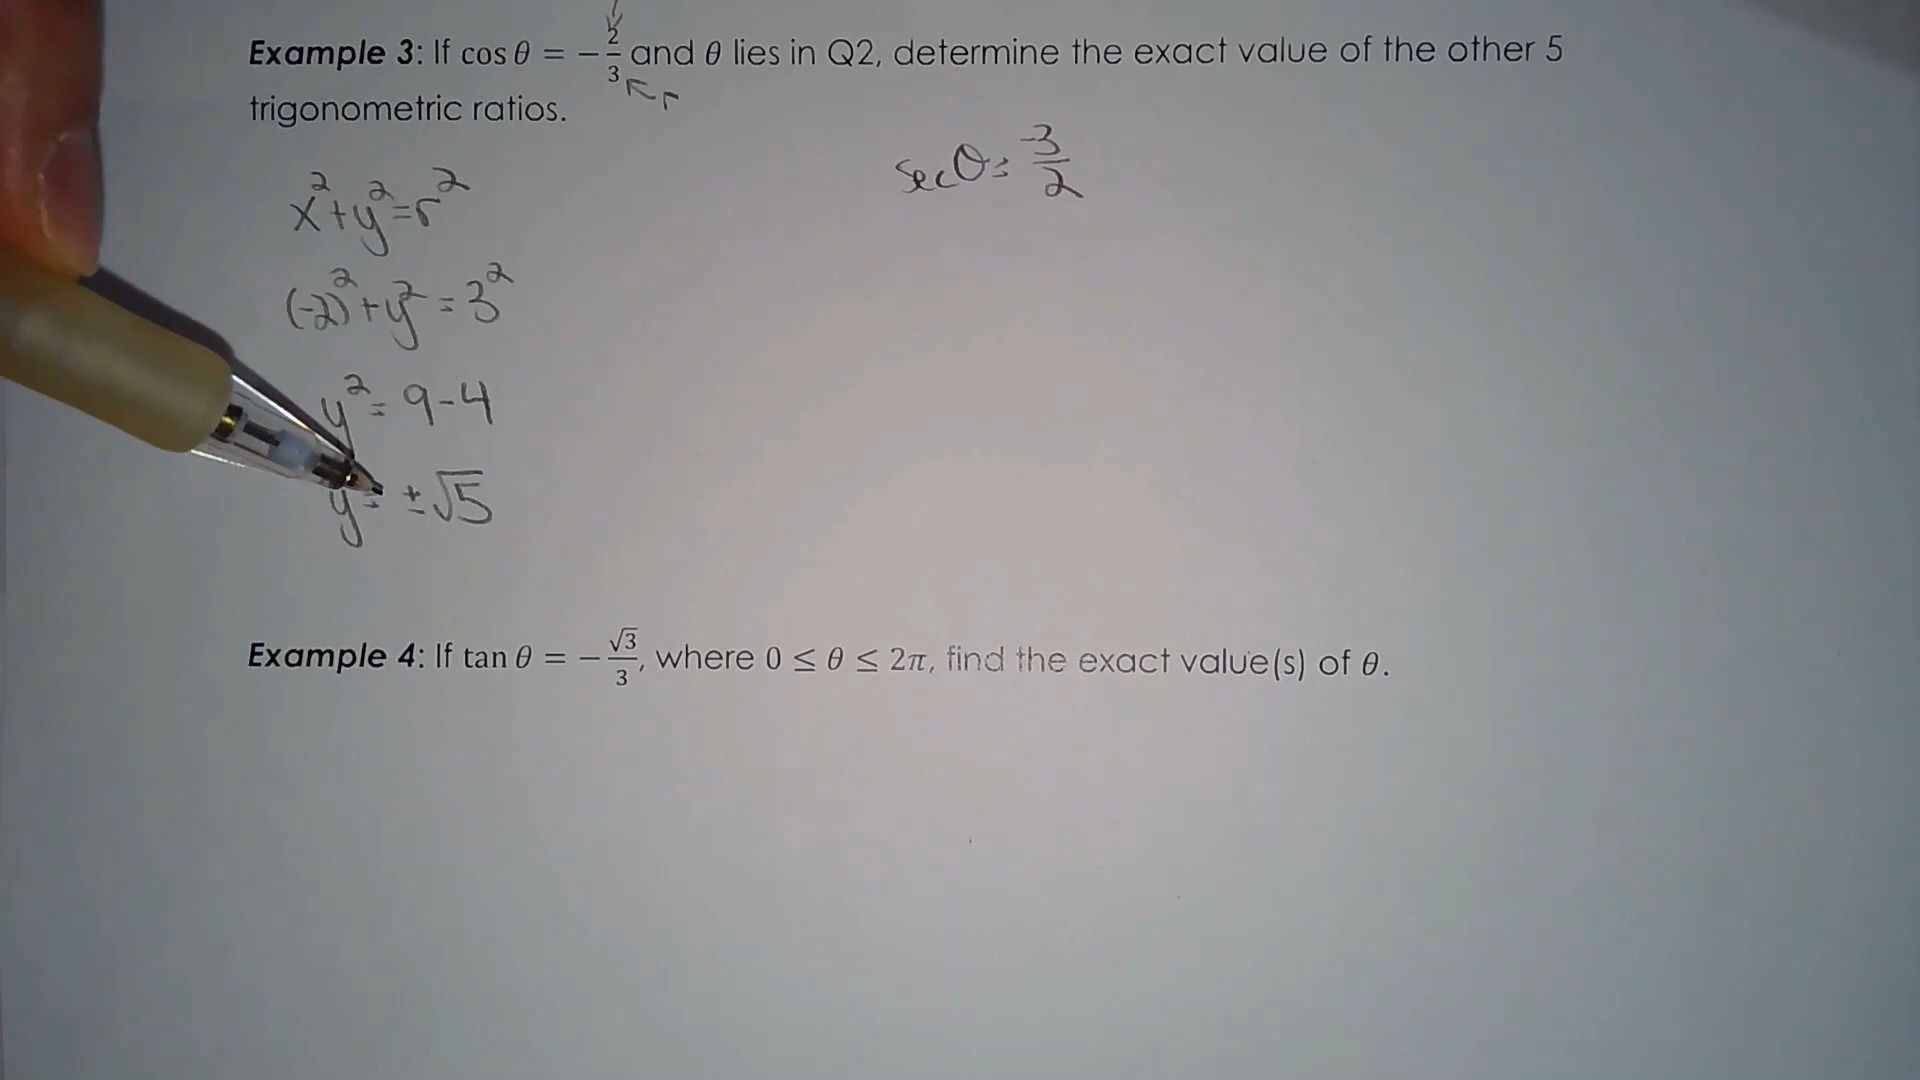 Example 3: If cos θ = −2/3 and θ lies in Q2, determine the exact value of the other 5
r
trigonometric ratios.
secθ = -3/2
x² + y² = r²
(-2)² + y² = 3²
y² = 9 - 4
y = ±√5
Example 4: If tan θ = −√3/3, where 0 ≤ θ ≤ 2π, find the exact value(s) of θ.